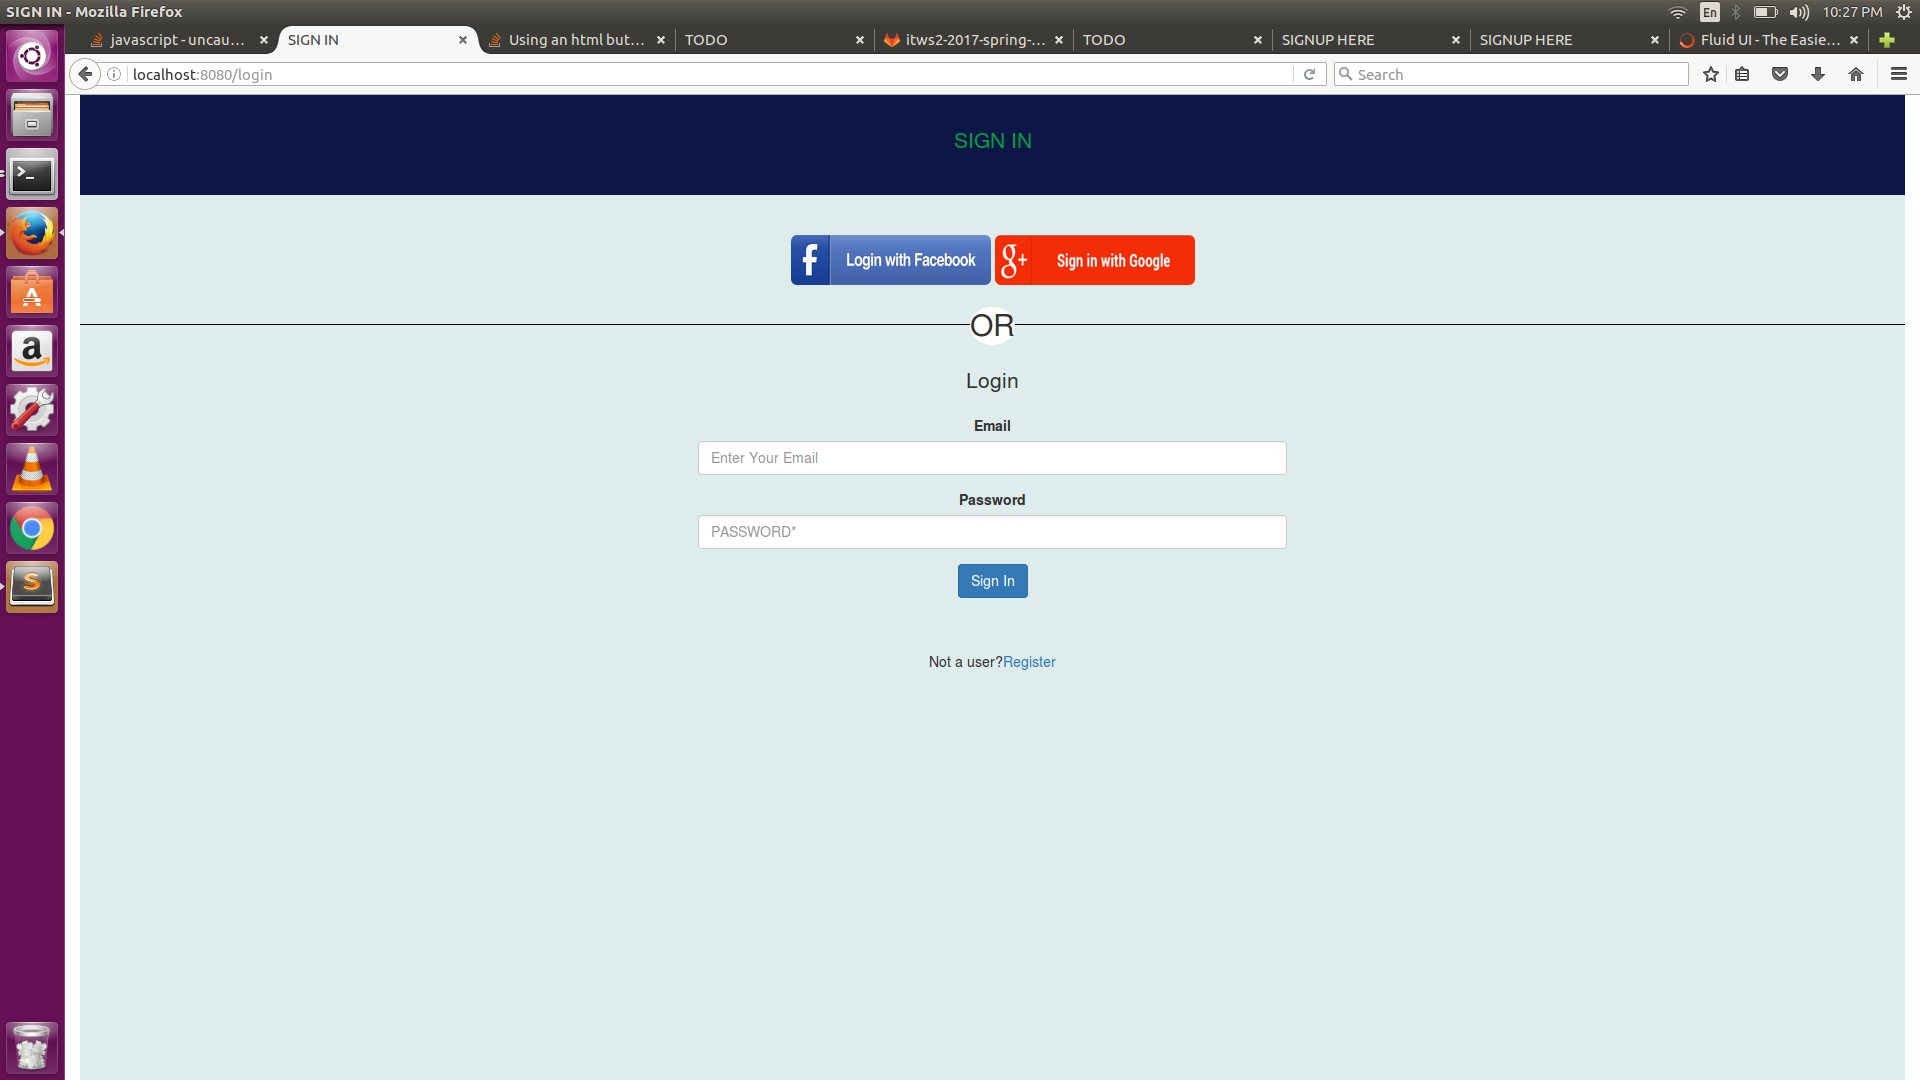 SIGN IN - Mozilla Firefox
En
10:27 PM
javascript - uncau...
SIGN IN
Using an html but...
TODO
itws2-2017-spring-...
TODO
SIGNUP HERE
SIGNUP HERE
Fluid UI - The Easie...
localhost:8080/login
Search
SIGN IN
f Login with Facebook
g+ Sign in with Google
OR
Login
Email
Enter Your Email
Password
PASSWORD*
Sign In
Not a user?Register